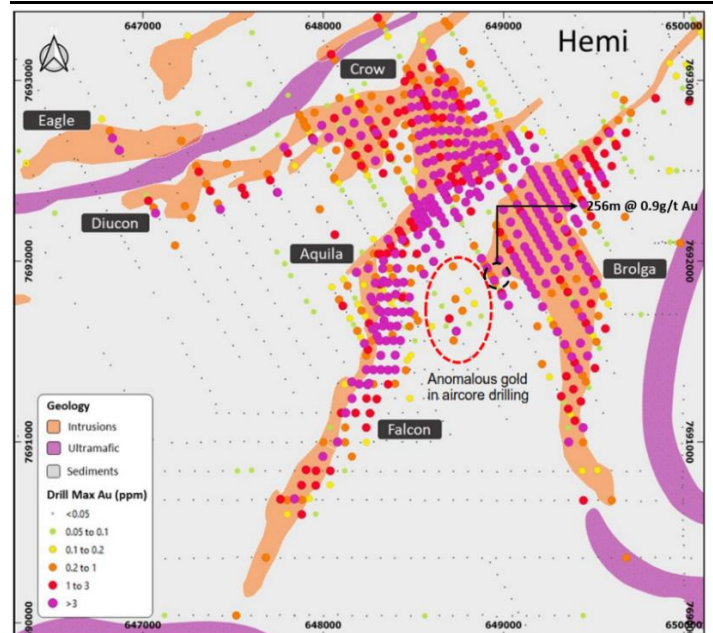 647000 648000 649000 650000
Hemi
7693000 7693000
Crow
Eagle
Diucon
256m @ 0.9g/t Au
Aquila
7692000 7692000
Brolga
Anomalous gold
in aircore drilling
Geology
Intrusions
Ultramafic
Sediments
Drill Max Au (ppm)
<0.05
0.05 to 0.1
0.1 to 0.2
0.2 to 1
1 to 3
>3
Falcon
7691000 7691000
647000 648000 649000